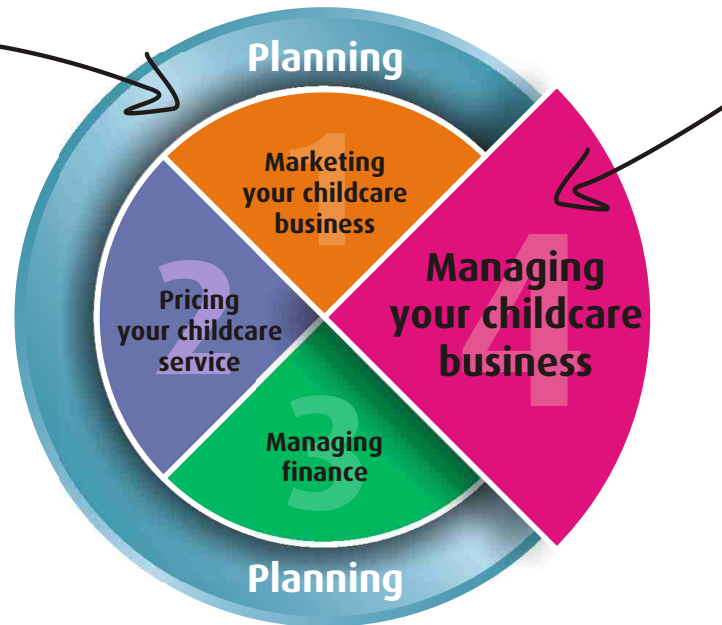 Planning
1
Marketing
your childcare
business
2
Pricing
your childcare
service
3
Managing
finance
4
Managing
your childcare
business
Planning